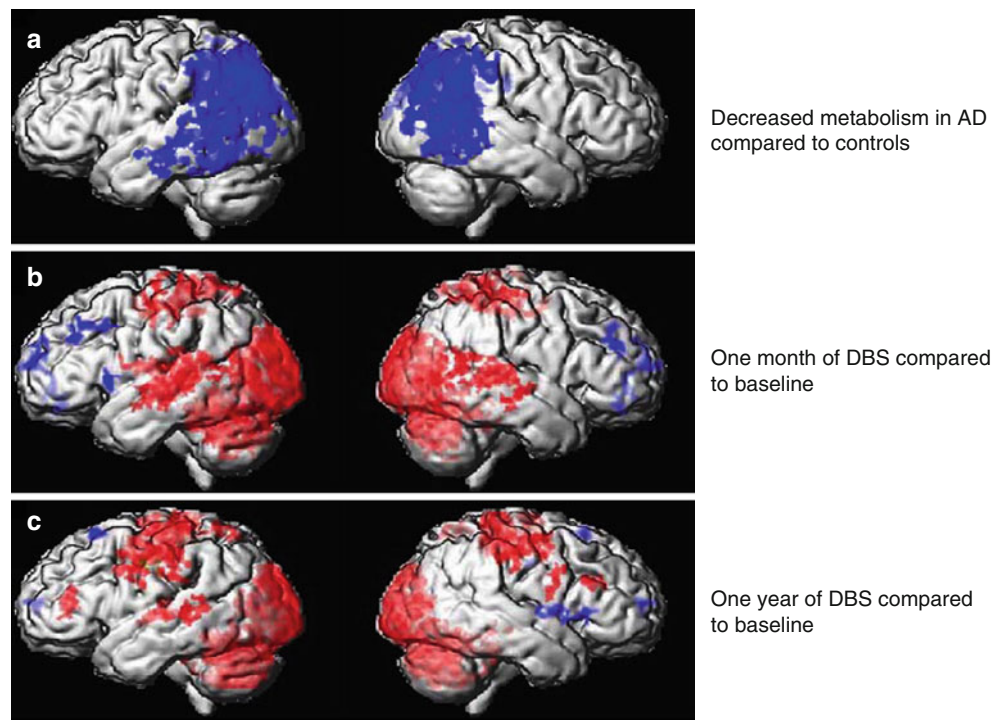 a
Decreased metabolism in AD
compared to controls
b
One month of DBS compared
to baseline
c
One year of DBS compared
to baseline